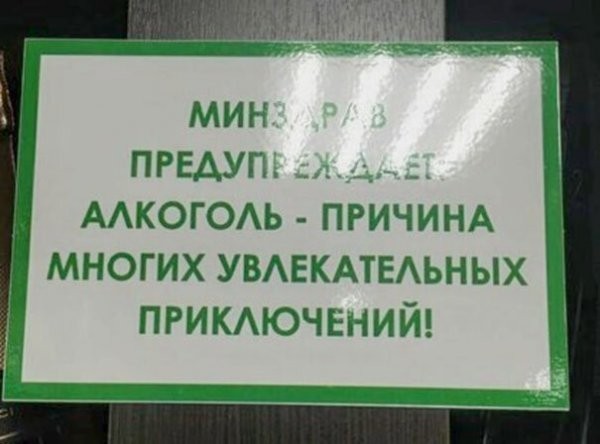 МИНЗДРАВ
ПРЕДУПРЕЖДАЕТ:
АЛКОГОЛЬ - ПРИЧИНА
МНОГИХ УВЛЕКАТЕЛЬНЫХ
ПРИКЛЮЧЕНИЙ!